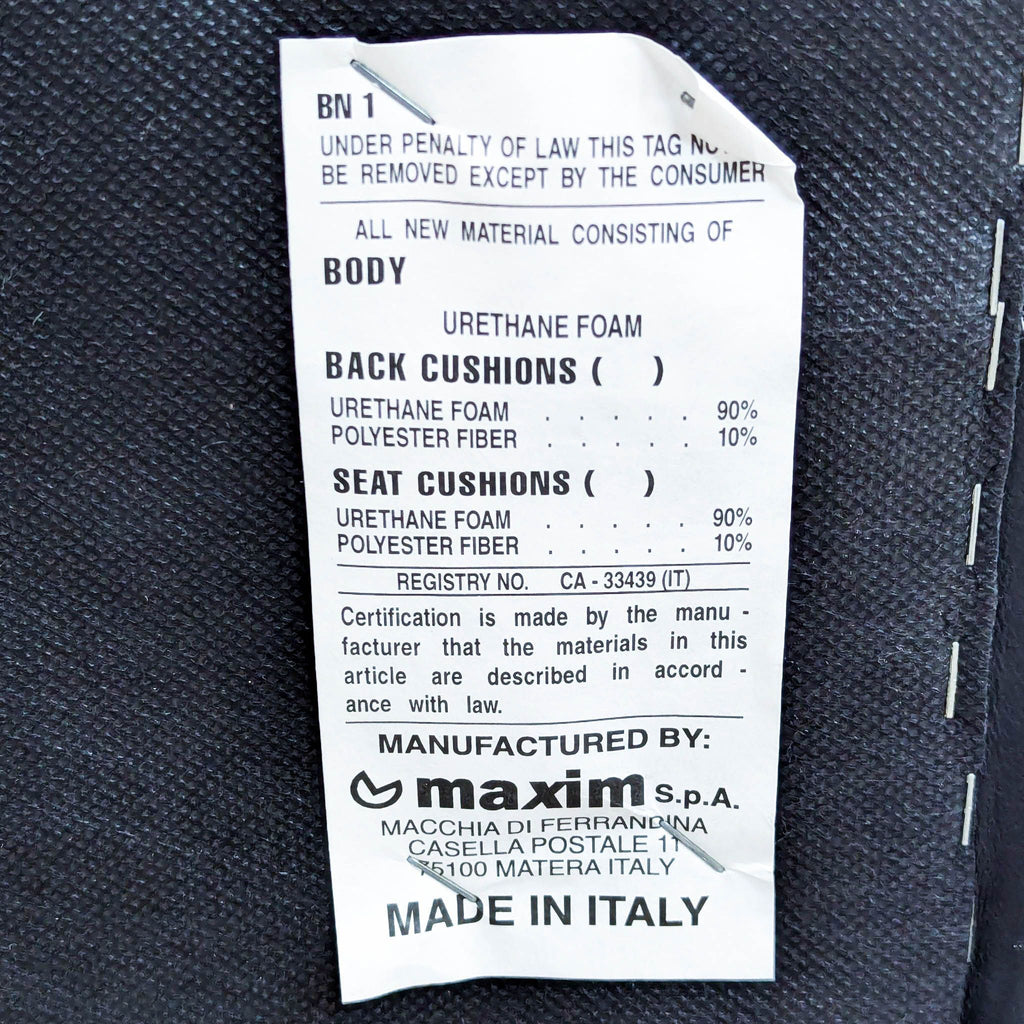 BN 1
UNDER PENALTY OF LAW THIS TAG
BE REMOVED EXCEPT BY THE CONSUMER
ALL NEW MATERIAL CONSISTING OF
BODY
URETHANE FOAM
BACK CUSHIONS ( )
URETHANE FOAM . . . . . 90%
POLYESTER FIBER . . . . . 10%
SEAT CUSHIONS ( )
URETHANE FOAM . . . . . 90%
POLYESTER FIBER . . . . . 10%
REGISTRY NO. CA - 33439 (IT)
Certification is made by the manu -
facturer that the materials in this
article are described in accord -
ance with law.
MANUFACTURED BY:
maxim S.p.A.
MACCHIA DI FERRANDINA
CASELLA POSTALE 11
75100 MATERA ITALY
MADE IN ITALY